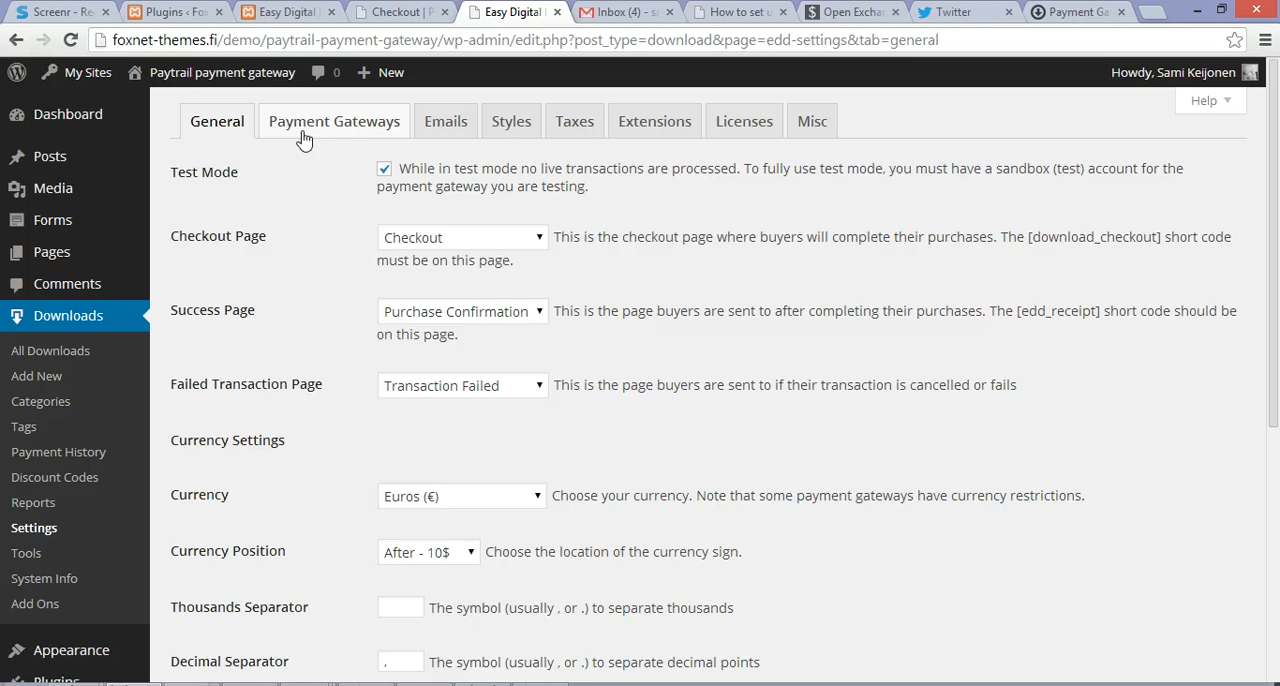 Screenr - Re
Plugins ‹ Fox
Easy Digital
Checkout | P
Easy Digital
Inbox (4) - s
How to set u
Open Excha
Twitter
Payment Ga
foxnet-themes.fi/demo/paytrail-payment-gateway/wp-admin/edit.php?post_type=download&page=edd-settings&tab=general
My Sites
Paytrail payment gateway
0
+ New
Howdy, Sami Keijonen
Help
Dashboard
Posts
Media
Forms
Pages
Comments
Downloads
All Downloads
Add New
Categories
Tags
Payment History
Discount Codes
Reports
Settings
Tools
System Info
Add Ons
Appearance
Plugins
General
Payment Gateways
Emails
Styles
Taxes
Extensions
Licenses
Misc
Test Mode
While in test mode no live transactions are processed. To fully use test mode, you must have a sandbox (test) account for the
payment gateway you are testing.
Checkout Page
Checkout
This is the checkout page where buyers will complete their purchases. The [download_checkout] short code
must be on this page.
Success Page
Purchase Confirmation
This is the page buyers are sent to after completing their purchases. The [edd_receipt] short code should be
on this page.
Failed Transaction Page
Transaction Failed
This is the page buyers are sent to if their transaction is cancelled or fails
Currency Settings
Currency
Euros (€)
Choose your currency. Note that some payment gateways have currency restrictions.
Currency Position
After - 10$
Choose the location of the currency sign.
Thousands Separator
The symbol (usually , or .) to separate thousands
Decimal Separator
,
The symbol (usually , or .) to separate decimal points